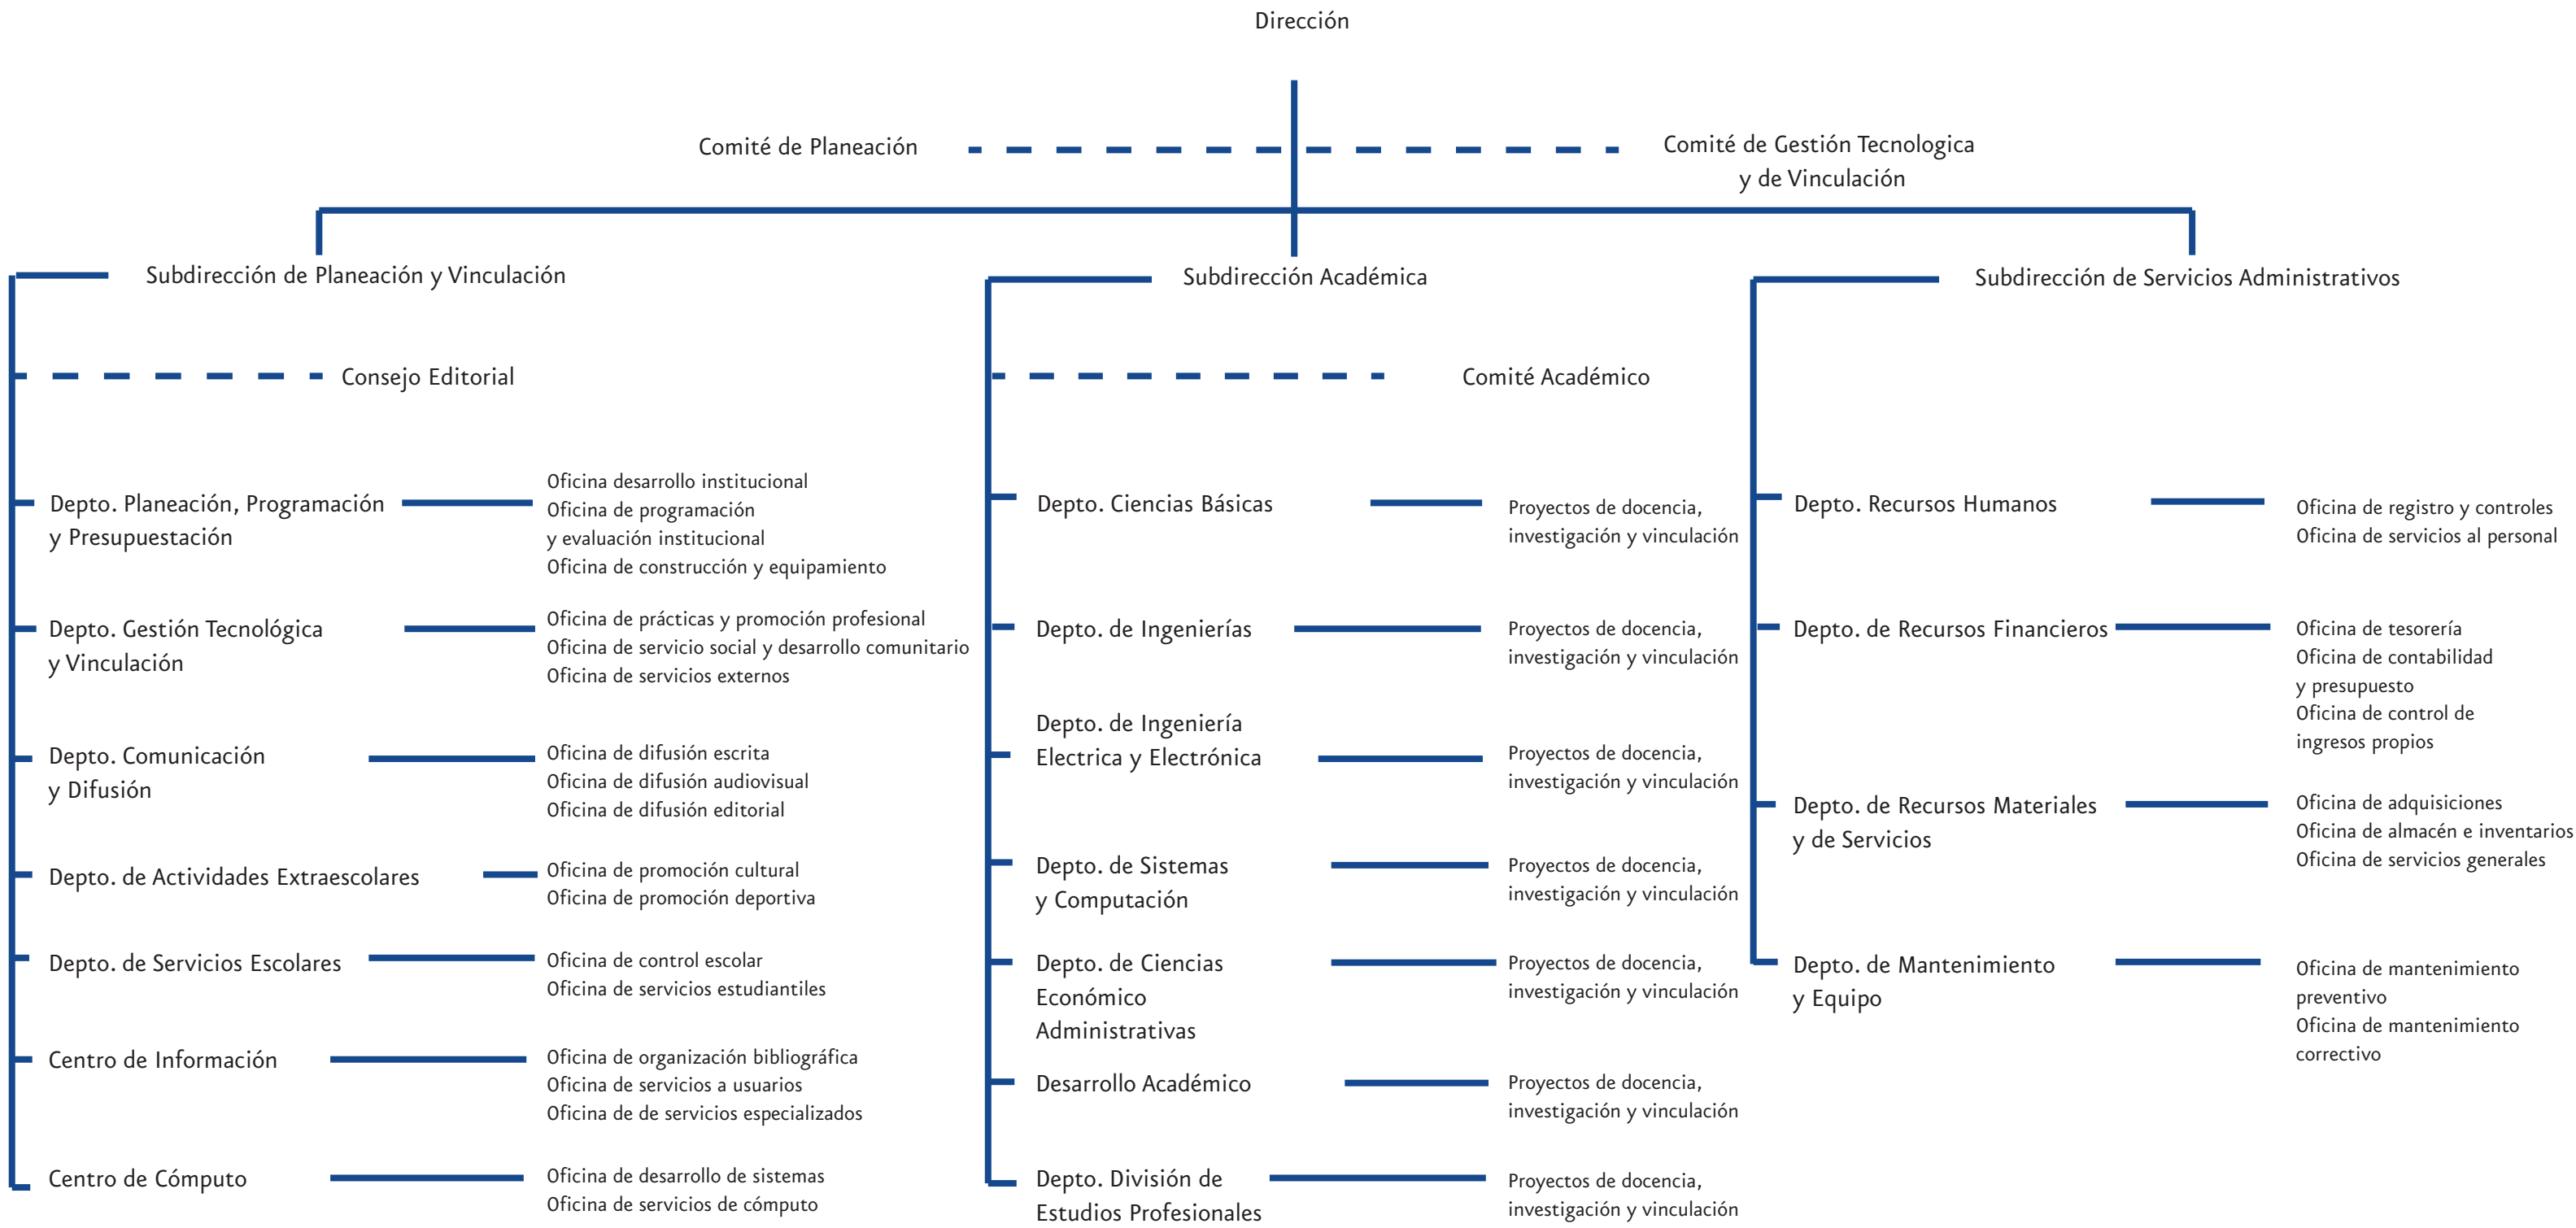 Dirección
Comité de Planeación
Comité de Gestión Tecnologica
y de Vinculación
Subdirección de Planeación y Vinculación
Subdirección Académica
Subdirección de Servicios Administrativos
Consejo Editorial
Comité Académico
Depto. Planeación, Programación
y Presupuestación
Oficina desarrollo institucional
Oficina de programación
y evaluación institucional
Oficina de construcción y equipamiento
Depto. Gestión Tecnológica
y Vinculación
Oficina de prácticas y promoción profesional
Oficina de servicio social y desarrollo comunitario
Oficina de servicios externos
Depto. Comunicación
y Difusión
Oficina de difusión escrita
Oficina de difusión audiovisual
Oficina de difusión editorial
Depto. de Actividades Extraescolares
Oficina de promoción cultural
Oficina de promoción deportiva
Depto. de Servicios Escolares
Oficina de control escolar
Oficina de servicios estudiantiles
Centro de Información
Oficina de organización bibliográfica
Oficina de servicios a usuarios
Oficina de de servicios especializados
Centro de Cómputo
Oficina de desarrollo de sistemas
Oficina de servicios de cómputo
Depto. Ciencias Básicas
Proyectos de docencia,
investigación y vinculación
Depto. de Ingenierías
Proyectos de docencia,
investigación y vinculación
Depto. de Ingeniería
Electrica y Electrónica
Proyectos de docencia,
investigación y vinculación
Depto. de Sistemas
y Computación
Proyectos de docencia,
investigación y vinculación
Depto. de Ciencias
Económico
Administrativas
Proyectos de docencia,
investigación y vinculación
Desarrollo Académico
Proyectos de docencia,
investigación y vinculación
Depto. División de
Estudios Profesionales
Proyectos de docencia,
investigación y vinculación
Depto. Recursos Humanos
Oficina de registro y controles
Oficina de servicios al personal
Depto. de Recursos Financieros
Oficina de tesorería
Oficina de contabilidad
y presupuesto
Oficina de control de
ingresos propios
Depto. de Recursos Materiales
y de Servicios
Oficina de adquisiciones
Oficina de almacén e inventarios
Oficina de servicios generales
Depto. de Mantenimiento
y Equipo
Oficina de mantenimiento
preventivo
Oficina de mantenimiento
correctivo